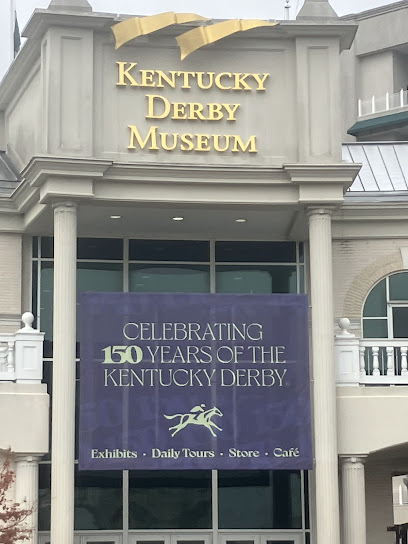 KENTUCKY
DERBY
MUSEUM
CELEBRATING
150 YEARS OF THE
KENTUCKY DERBY
Exhibits · Daily Tours · Store · Café